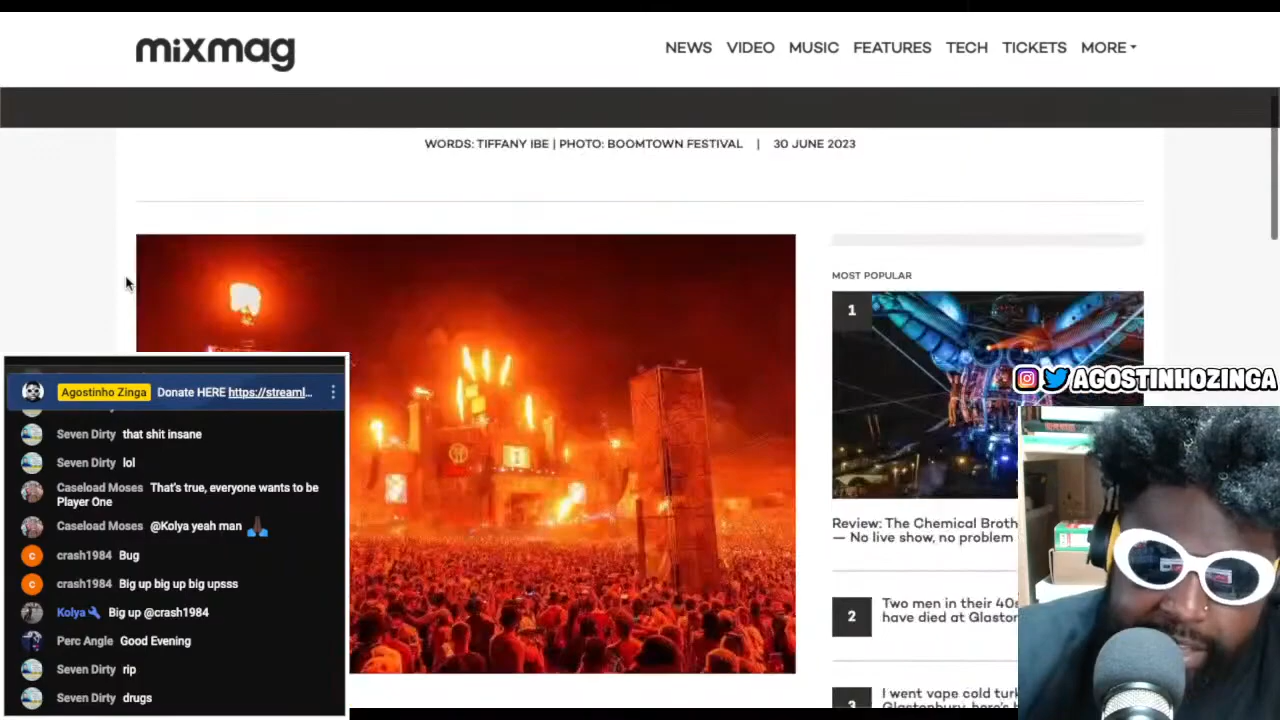 mixmag
NEWS VIDEO MUSIC FEATURES TECH TICKETS MORE
WORDS: TIFFANY IBE | PHOTO: BOOMTOWN FESTIVAL | 30 JUNE 2023
MOST POPULAR
1
Review: The Chemical Broth
— No live show, no problem
2
Two men in their 40s
have died at Glaston
3
I went vape cold turk
AGOSTINHOZINGA
Agostinho Zinga Donate HERE https://streaml...
Seven Dirty that shit insane
Seven Dirty lol
Caseload Moses That's true, everyone wants to be
Player One
Caseload Moses @Kolya yeah man
crash1984 Bug
crash1984 Big up big up big upsss
Kolya Big up @crash1984
Perc Angle Good Evening
Seven Dirty rip
Seven Dirty drugs